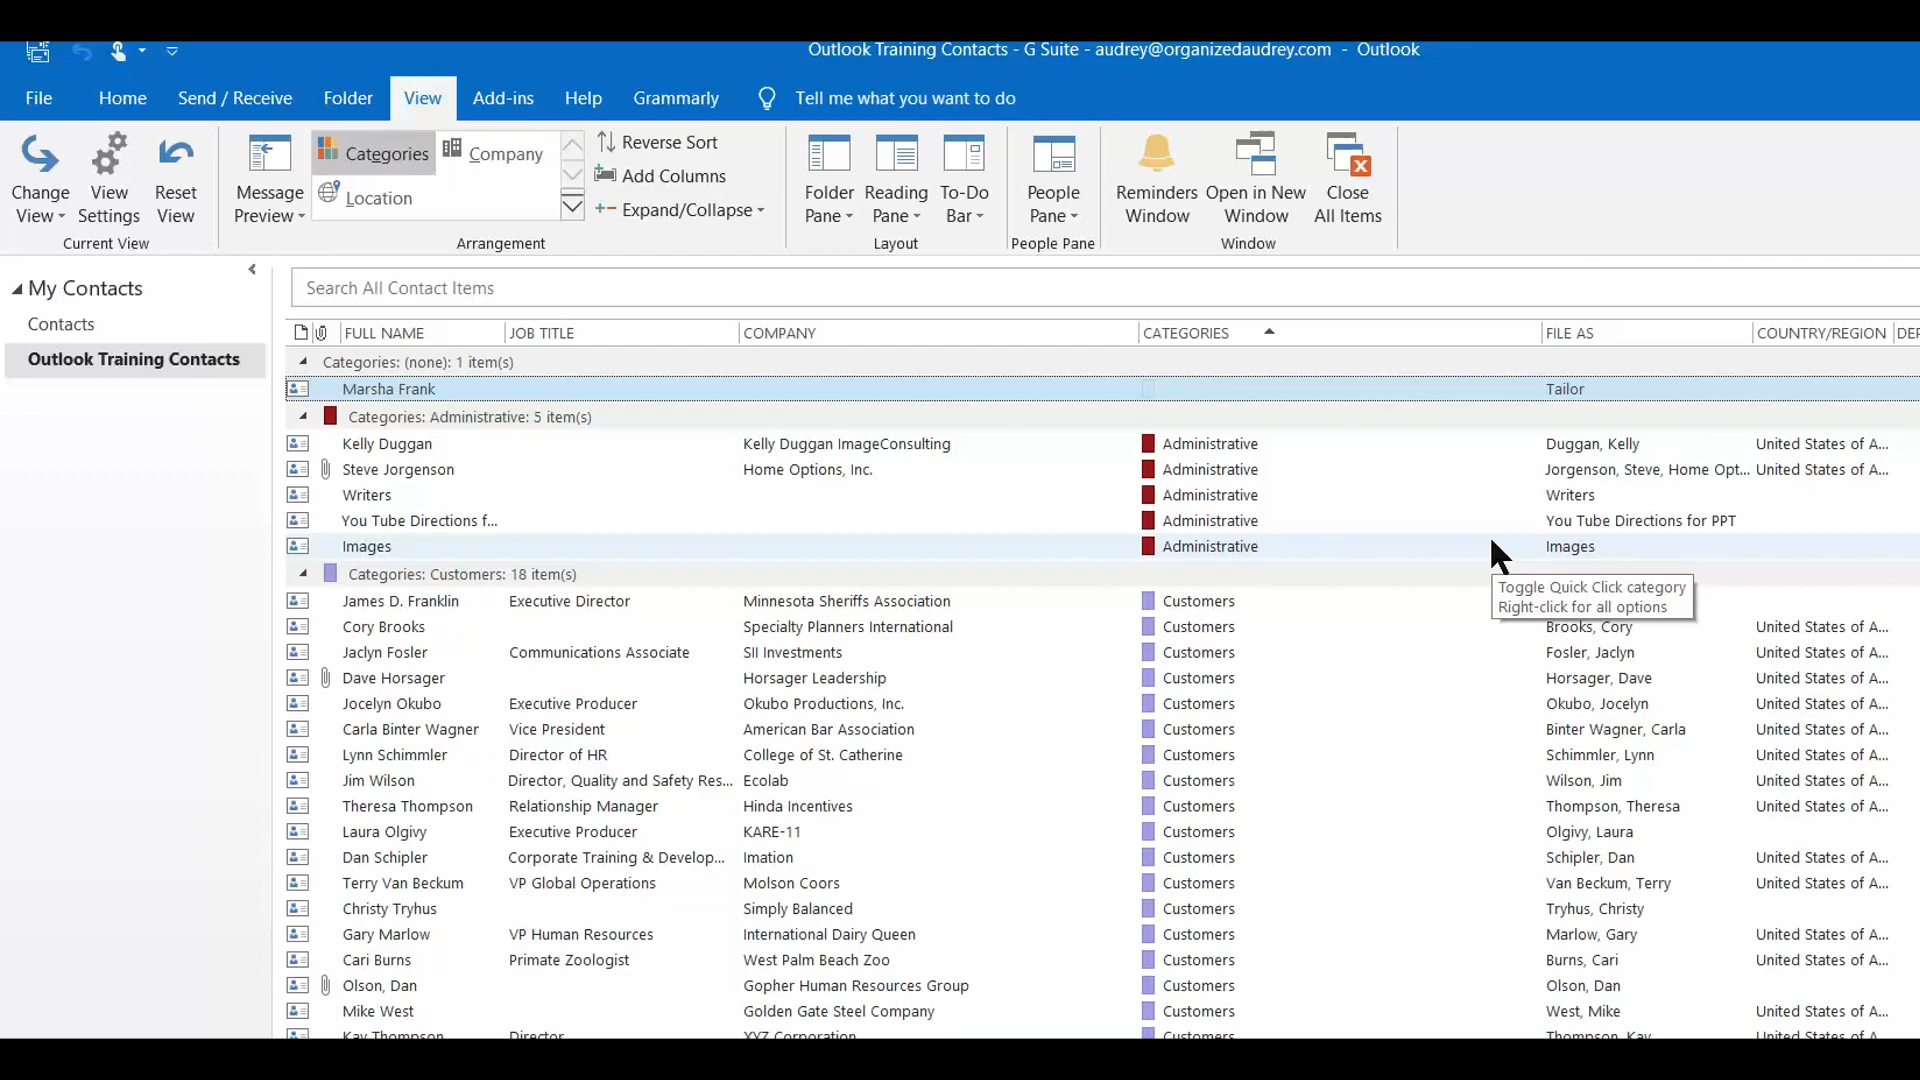 Outlook Training Contacts - G Suite - audrey@organizedaudrey.com - Outlook
File Home Send / Receive Folder View Add-ins Help Grammarly Tell me what you want to do
Change View
View Settings
Reset View
Current View
Message Preview
Categories
Company
Location
Reverse Sort
Add Columns
Expand/Collapse
Arrangement
Folder Pane
Reading Pane
To-Do Bar
Layout
People Pane
People Pane
Reminders Window
Open in New Window
Close All Items
Window
My Contacts
Contacts
Outlook Training Contacts
Search All Contact Items
FULL NAME JOB TITLE COMPANY CATEGORIES FILE AS COUNTRY/REGION DEP
Categories: (none): 1 item(s)
Marsha Frank Tailor
Categories: Administrative: 5 item(s)
Kelly Duggan Kelly Duggan ImageConsulting Administrative Duggan, Kelly United States of A...
Steve Jorgenson Home Options, Inc. Administrative Jorgenson, Steve, Home Opt... United States of A...
Writers Administrative Writers
You Tube Directions f... Administrative You Tube Directions for PPT
Images Administrative Images
Categories: Customers: 18 item(s)
Toggle Quick Click category
Right-click for all options
James D. Franklin Executive Director Minnesota Sheriffs Association Customers
Cory Brooks Specialty Planners International Customers Brooks, Cory United States of A...
Jaclyn Fosler Communications Associate SII Investments Customers Fosler, Jaclyn United States of A...
Dave Horsager Horsager Leadership Customers Horsager, Dave United States of A...
Jocelyn Okubo Executive Producer Okubo Productions, Inc. Customers Okubo, Jocelyn United States of A...
Carla Binter Wagner Vice President American Bar Association Customers Binter Wagner, Carla United States of A...
Lynn Schimmler Director of HR College of St. Catherine Customers Schimmler, Lynn United States of A...
Jim Wilson Director, Quality and Safety Res... Ecolab Customers Wilson, Jim United States of A...
Theresa Thompson Relationship Manager Hinda Incentives Customers Thompson, Theresa United States of A...
Laura Olgivy Executive Producer KARE-11 Customers Olgivy, Laura
Dan Schipler Corporate Training & Develop... Imation Customers Schipler, Dan United States of A...
Terry Van Beckum VP Global Operations Molson Coors Customers Van Beckum, Terry United States of A...
Christy Tryhus Simply Balanced Customers Tryhus, Christy
Gary Marlow VP Human Resources International Dairy Queen Customers Marlow, Gary United States of A...
Cari Burns Primate Zoologist West Palm Beach Zoo Customers Burns, Cari United States of A...
Olson, Dan Gopher Human Resources Group Customers Olson, Dan
Mike West Golden Gate Steel Company Customers West, Mike United States of A...
Kay Thompson Director XYZ Corporation Customers Thompson, Kay United States of A...